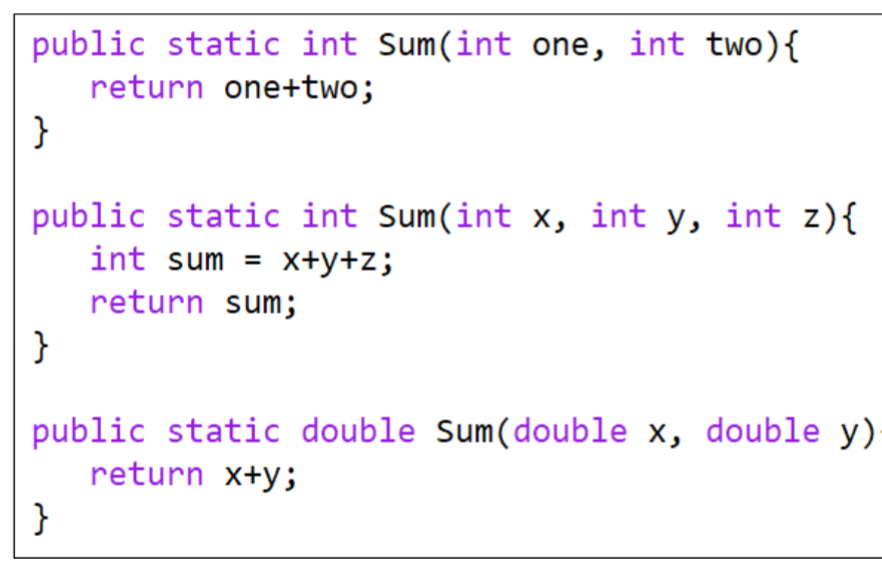 public static int Sum(int one, int two){
   return one+two;
}

public static int Sum(int x, int y, int z){
   int sum = x+y+z;
   return sum;
}

public static double Sum(double x, double y){
   return x+y;
}